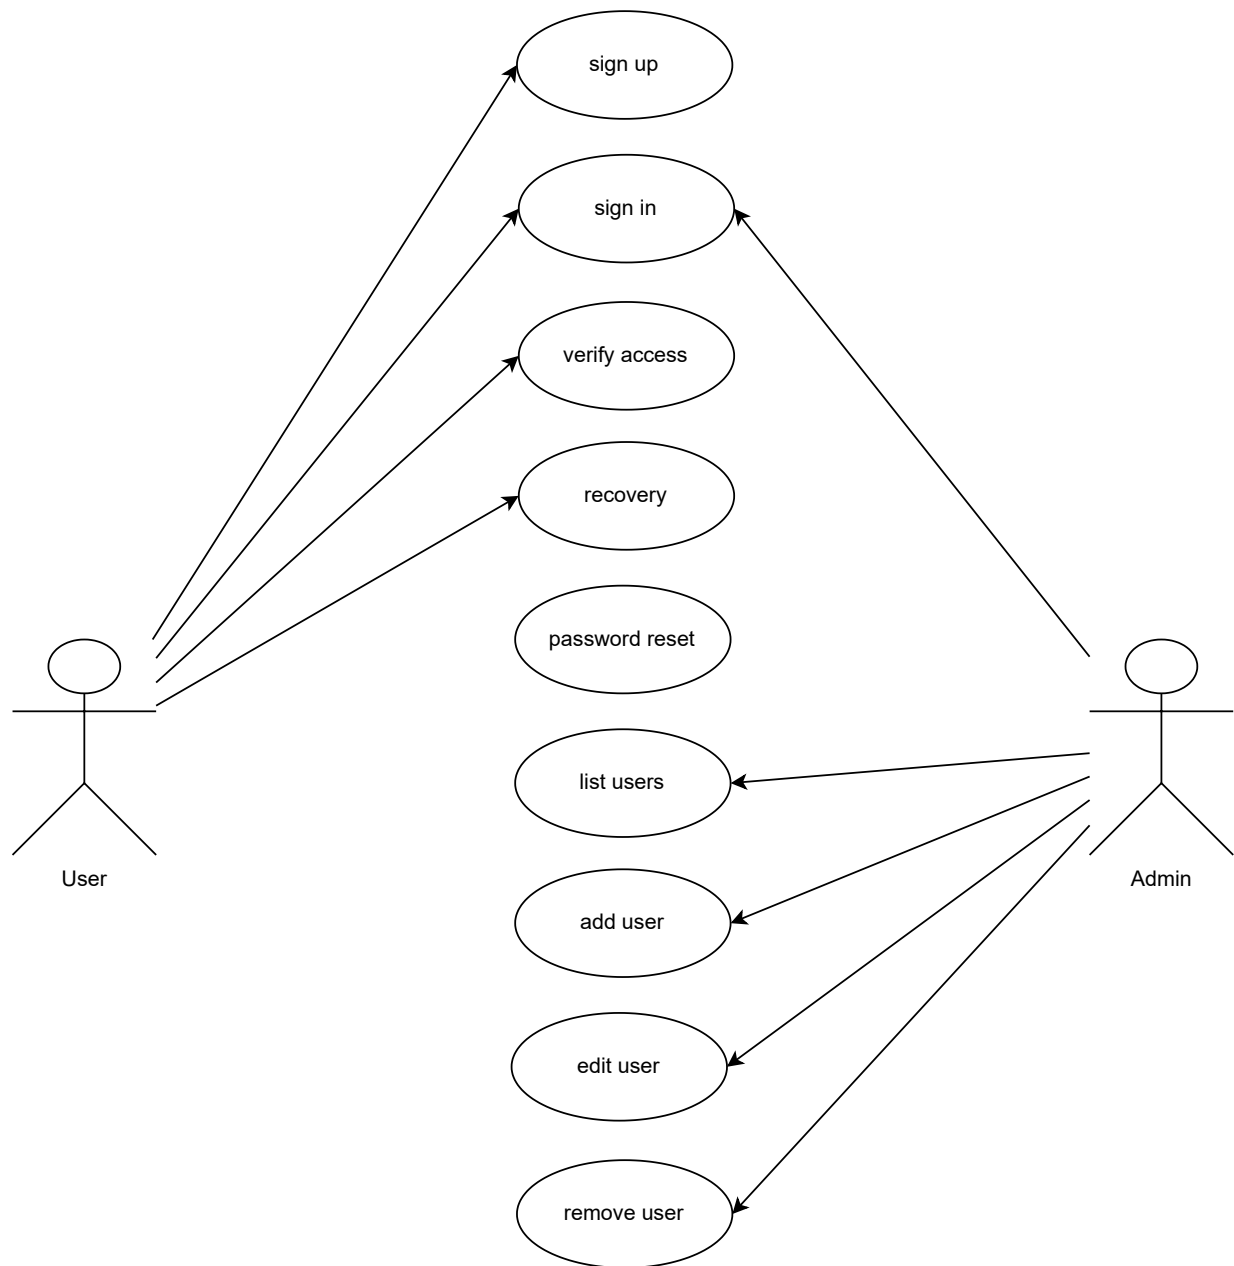 sign up
sign in
verify access
recovery
password reset
list users
User
Admin
add user
edit user
remove user